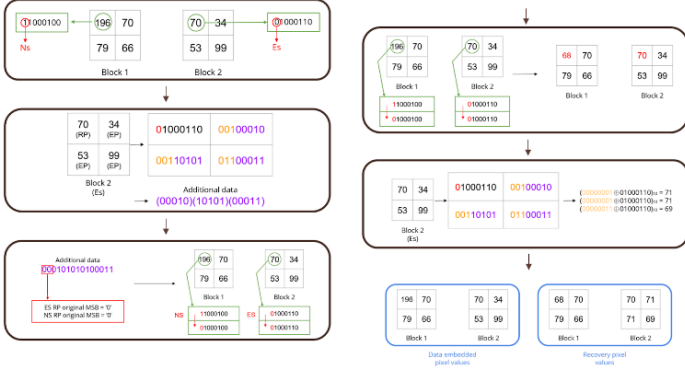 11000100
196 70
70 34
01000110
79 66
53 99
Ns
Es
Block 1
Block 2
70 34
(RP) (EP)
53 99
(EP) (EP)
01000110 00100010
00110101 01100011
Block 2
(Es)
Additional data
(00010)(10101)(00011)
Additional data
000101010100011
ES RP original MSB = '0'
NS RP original MSB = '0'
196 70
79 66
70 34
53 99
Block 1
Block 2
NS
11000100
01000100
ES
01000110
01000110
196 70
79 66
70 34
53 99
Block 1
Block 2
11000100
01000100
01000110
01000110
68 70
79 66
70 34
53 99
Block 1
Block 2
70 34
53 99
Block 2
(Es)
01000110 00100010
00110101 01100011
(00000001 ⊕01000110)₁₀ = 71
(00000001 ⊕01000110)₁₀ = 71
(00000011 ⊕01000110)₁₀ = 69
196 70
79 66
70 34
53 99
Block 1
Block 2
Data embedded
pixel values
68 70
79 66
70 71
71 69
Block 1
Block 2
Recovery pixel
values